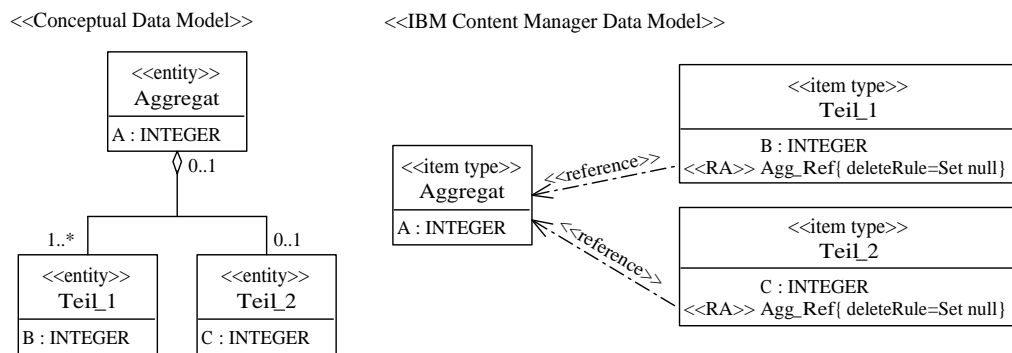 <<Conceptual Data Model>>
<<entity>>
Aggregat
A : INTEGER
0..1
1..*
0..1
<<entity>>
Teil_1
B : INTEGER
<<entity>>
Teil_2
C : INTEGER
<<IBM Content Manager Data Model>>
<<item type>>
Aggregat
A : INTEGER
<<reference>>
<<reference>>
<<item type>>
Teil_1
B : INTEGER
<<RA>> Agg_Ref{ deleteRule=Set null}
<<item type>>
Teil_2
C : INTEGER
<<RA>> Agg_Ref{ deleteRule=Set null}